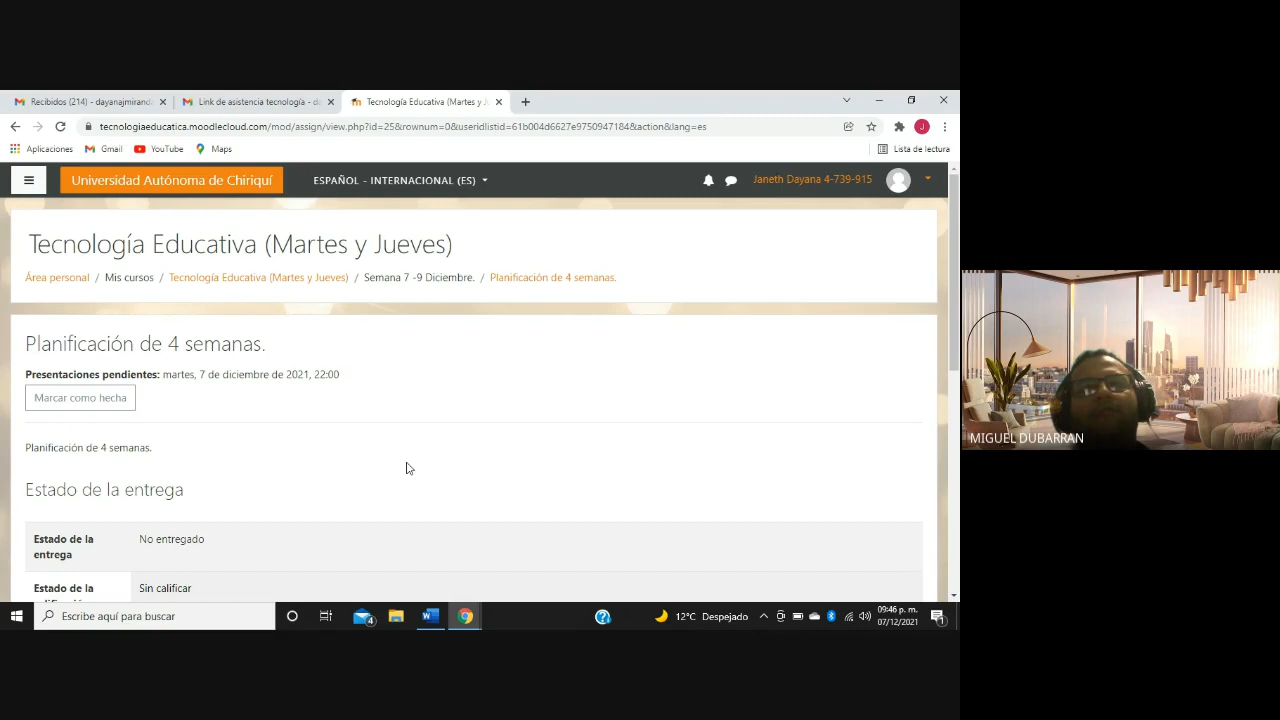 Recibidos (214) - dayanajmirand
Link de asistencia tecnología - d
Tecnología Educativa (Martes y J
tecnologiaeducatica.moodlecloud.com/mod/assign/view.php?id=25&rownum=0&useridlistid=61b004d6627e9750947184&action&lang=es
Aplicaciones Gmail YouTube Maps Lista de lectura
Universidad Autónoma de Chiriquí ESPAÑOL - INTERNACIONAL (ES) Janeth Dayana 4-739-915
Tecnología Educativa (Martes y Jueves)
Área personal / Mis cursos / Tecnología Educativa (Martes y Jueves) / Semana 7 -9 Diciembre. / Planificación de 4 semanas.
Planificación de 4 semanas.
Presentaciones pendientes: martes, 7 de diciembre de 2021, 22:00
Marcar como hecha
Planificación de 4 semanas.
Estado de la entrega
Estado de la entrega No entregado
Estado de la Sin calificar
Escribe aquí para buscar 4 12°C Despejado 09:46 p. m.
07/12/2021 1
MIGUEL DUBARRAN